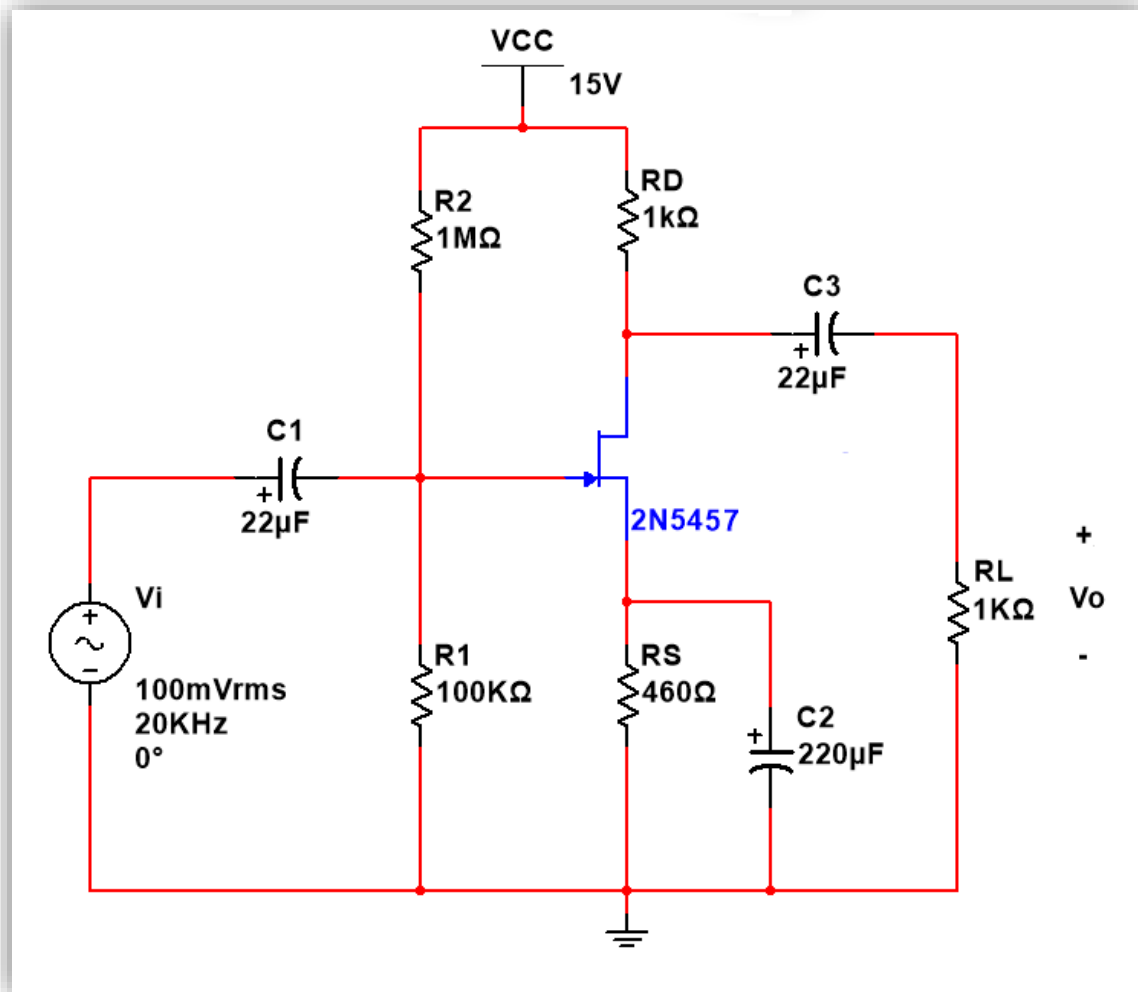 VCC
15V
R2
1MΩ
RD
1kΩ
C3
+
22µF
C1
+
22µF
2N5457
Vi
+
~
−
100mVrms
20KHz
0°
R1
100KΩ
RS
460Ω
C2
+
220µF
RL
1KΩ
+
Vo
-